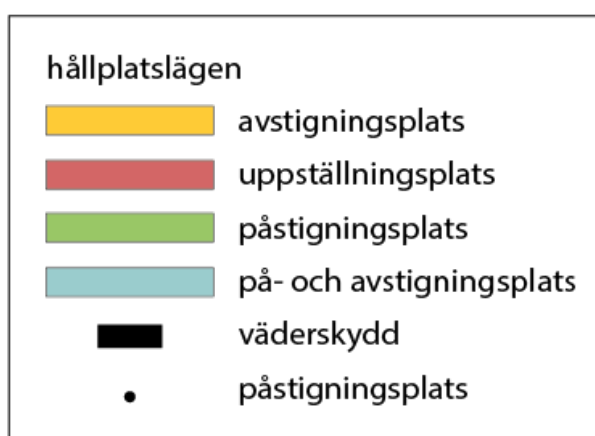 hållplatslägen
avstigningsplats
uppställningsplats
påstigningsplats
på- och avstigningsplats
väderskydd
påstigningsplats